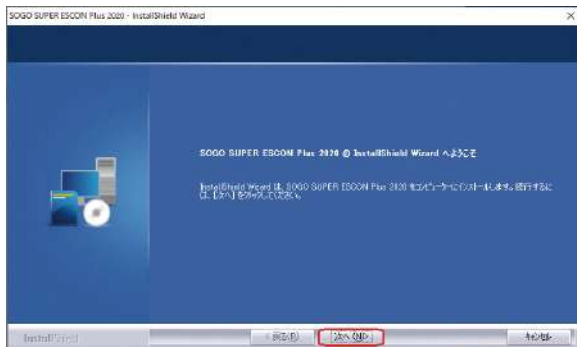 SOGO SUPER ESCON Plus 2020 - InstallShield Wizard
SOGO SUPER ESCON Plus 2020 の InstallShield Wizard へようこそ
InstallShield Wizard は、SOGO SUPER ESCON Plus 2020 をコンピューターにインストールします。続行するに
は、[次へ] をクリックしてください。
InstallShield
< 戻る(B)
次へ(N)>
キャンセル